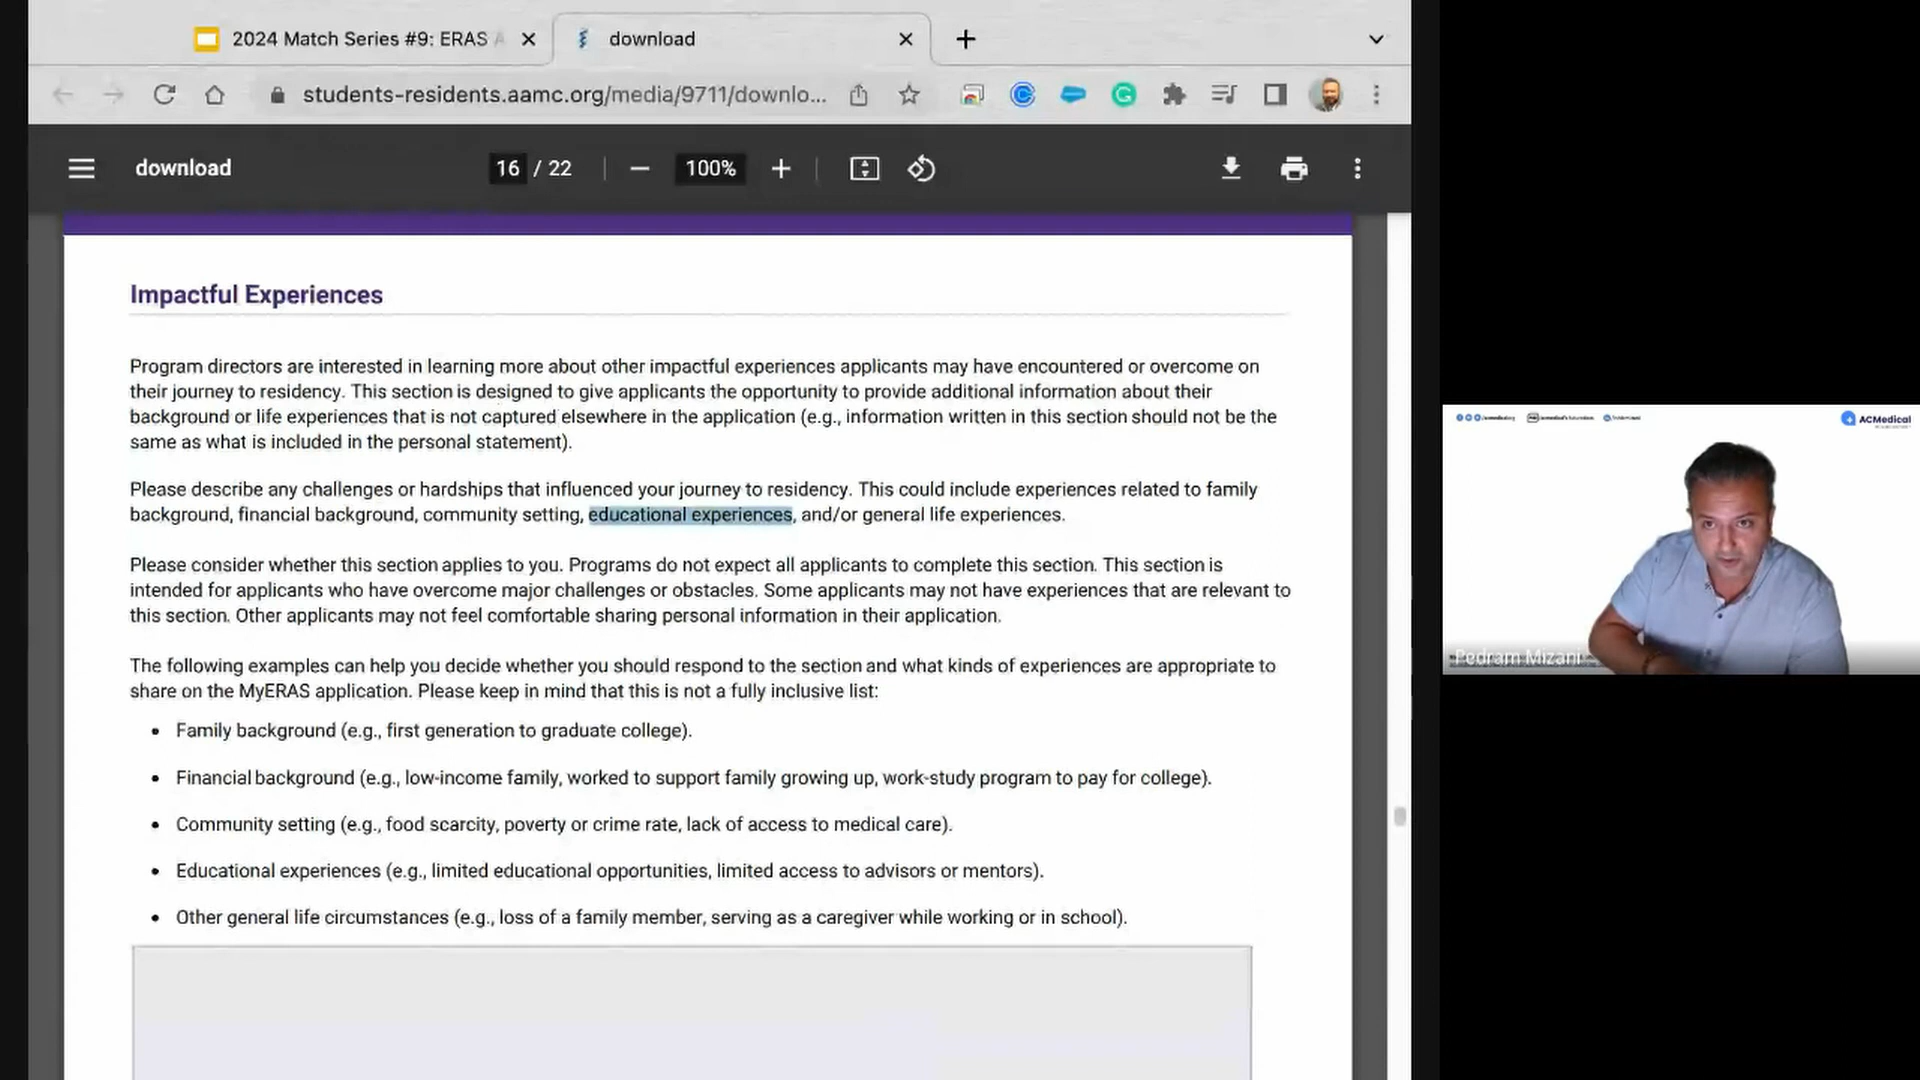 2024 Match Series #9: ERAS A
download
students-residents.aamc.org/media/9711/downlo...
download
16 / 22
100%
Impactful Experiences
Program directors are interested in learning more about other impactful experiences applicants may have encountered or overcome on
their journey to residency. This section is designed to give applicants the opportunity to provide additional information about their
background or life experiences that is not captured elsewhere in the application (e.g., information written in this section should not be the
same as what is included in the personal statement).
Please describe any challenges or hardships that influenced your journey to residency. This could include experiences related to family
background, financial background, community setting, educational experiences, and/or general life experiences.
Please consider whether this section applies to you. Programs do not expect all applicants to complete this section. This section is
intended for applicants who have overcome major challenges or obstacles. Some applicants may not have experiences that are relevant to
this section. Other applicants may not feel comfortable sharing personal information in their application.
The following examples can help you decide whether you should respond to the section and what kinds of experiences are appropriate to
share on the MyERAS application. Please keep in mind that this is not a fully inclusive list:
• Family background (e.g., first generation to graduate college).
• Financial background (e.g., low-income family, worked to support family growing up, work-study program to pay for college).
• Community setting (e.g., food scarcity, poverty or crime rate, lack of access to medical care).
• Educational experiences (e.g., limited educational opportunities, limited access to advisors or mentors).
• Other general life circumstances (e.g., loss of a family member, serving as a caregiver while working or in school).
ACMedical
Pedram Mizani